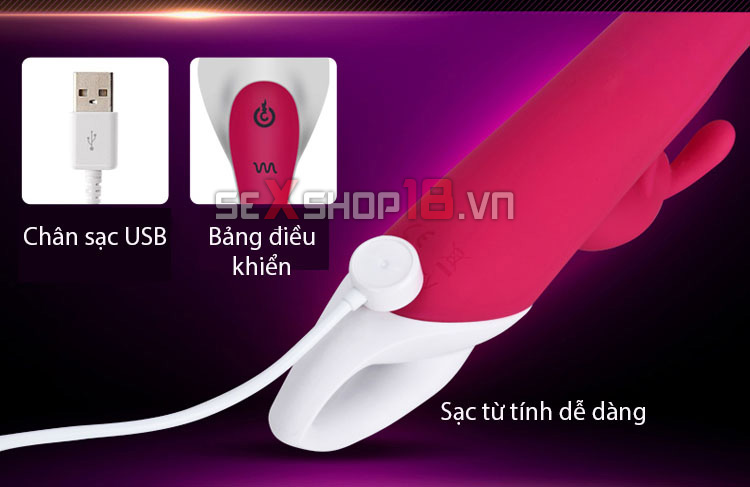 sexshop18.vn
Chân sạc USB
Bảng điều
khiển
Sạc từ tính dễ dàng